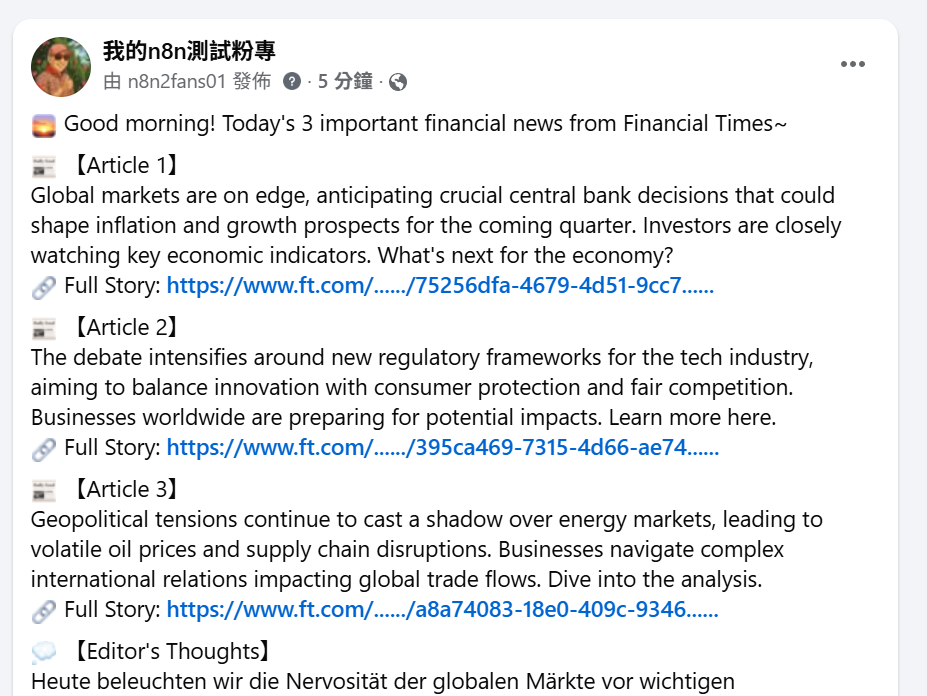 我的n8n測試粉專
由 n8n2fans01 發佈 · 5 分鐘 ·
Good morning! Today's 3 important financial news from Financial Times~
【Article 1】
Global markets are on edge, anticipating crucial central bank decisions that could
shape inflation and growth prospects for the coming quarter. Investors are closely
watching key economic indicators. What's next for the economy?
Full Story: https://www.ft.com/....../75256dfa-4679-4d51-9cc7......
【Article 2】
The debate intensifies around new regulatory frameworks for the tech industry,
aiming to balance innovation with consumer protection and fair competition.
Businesses worldwide are preparing for potential impacts. Learn more here.
Full Story: https://www.ft.com/....../395ca469-7315-4d66-ae74......
【Article 3】
Geopolitical tensions continue to cast a shadow over energy markets, leading to
volatile oil prices and supply chain disruptions. Businesses navigate complex
international relations impacting global trade flows. Dive into the analysis.
Full Story: https://www.ft.com/....../a8a74083-18e0-409c-9346......
【Editor's Thoughts】
Heute beleuchten wir die Nervosität der globalen Märkte vor wichtigen